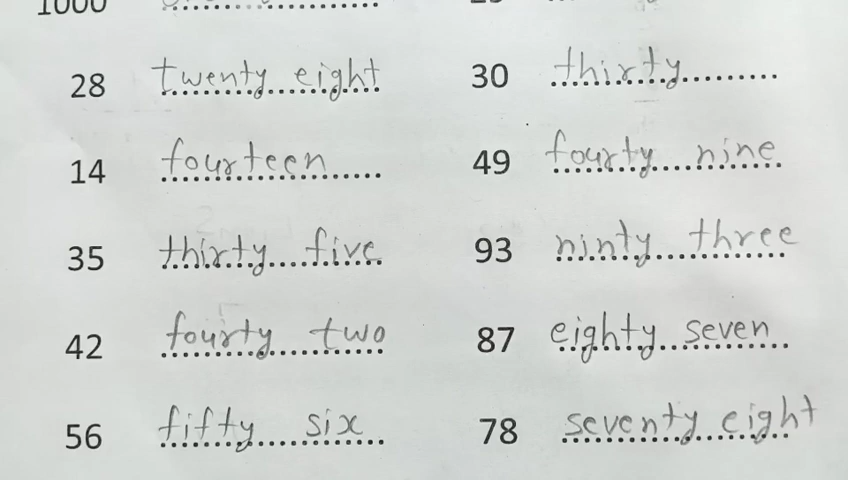 1000
28 twenty eight 30 thirty
14 fourteen 49 fourty nine
35 thirty five 93 ninty three
42 fourty two 87 eighty seven
56 fifty six 78 seventy eight